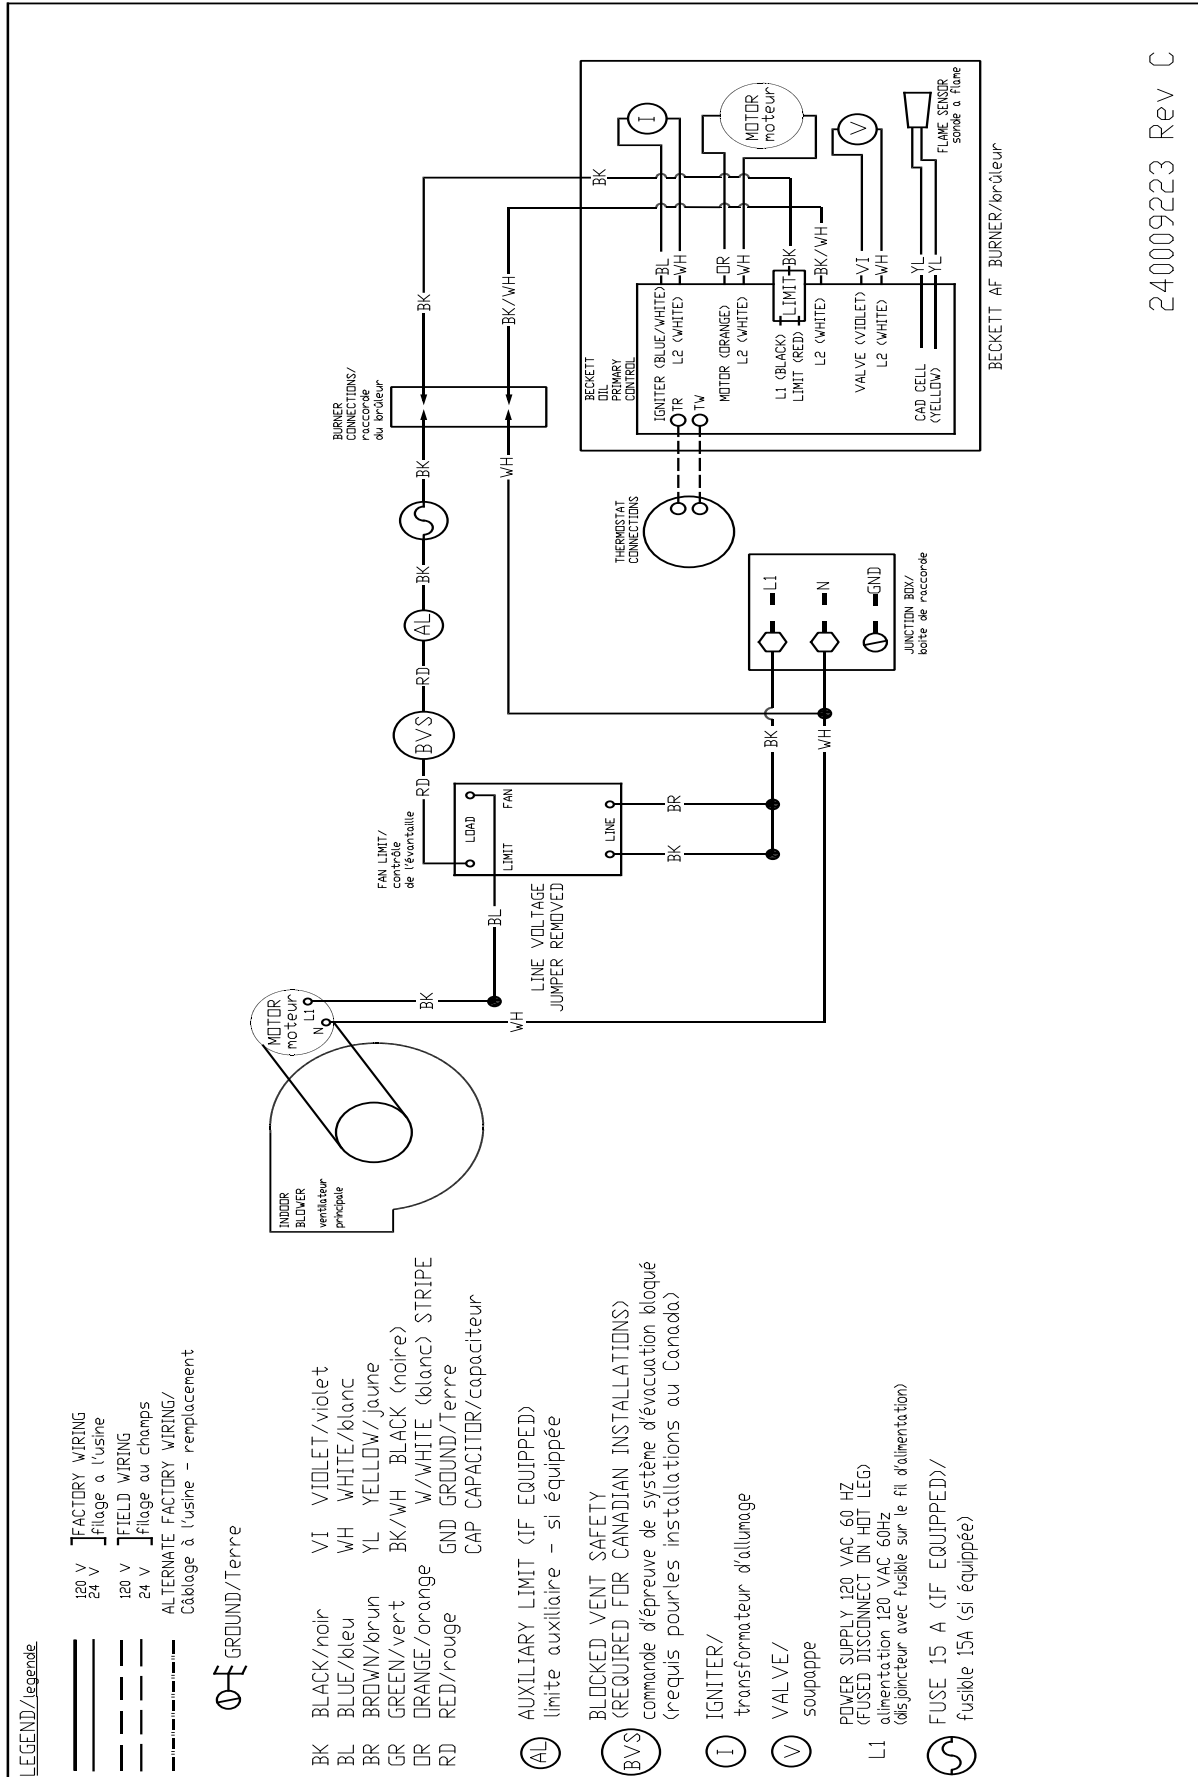 LEGEND/legende
120 V
24 V
FACTORY WIRING
filage a l'usine
120 V
24 V
FIELD WIRING
filage au champs
ALTERNATE FACTORY WIRING/
Câblage à l'usine - remplacement
GROUND/Terre
BK BLACK/noir
BL BLUE/bleu
BR BROWN/brun
GR GREEN/vert
OR ORANGE/orange
RD RED/rouge
VI VIOLET/violet
WH WHITE/blanc
YL YELLOW/jaune
BK/WH BLACK (noire)
W/WHITE (blanc) STRIPE
GND GROUND/Terre
CAP CAPACITOR/capaciteur
AL
AUXILIARY LIMIT (IF EQUIPPED)
limite auxiliaire - si équippée
BVS
BLOCKED VENT SAFETY
(REQUIRED FOR CANADIAN INSTALLATIONS)
commande d'épreuve de système d'évacuation bloqué
(requis pourles installations au Canada)
I
IGNITER/
transformateur d'allumage
V
VALVE/
soupappe
L1
POWER SUPPLY 120 VAC 60 HZ
(FUSED DISCONNECT ON HOT LEG)
alimentation 120 VAC 60Hz
(disjoncteur avec fusible sur le fil d'alimentation)
FUSE 15 A (IF EQUIPPED)/
fusible 15A (si équippée)
INDOOR
BLOWER
ventilateur
principale
MOTOR
moteur
L1
N
BK
WH
BL
LINE VOLTAGE
JUMPER REMOVED
FAN LIMIT/
contrôle
de l'évantaille
LOAD
LIMIT
FAN
LINE
BK
BR
BK
WH
RD
BVS
RD
AL
BK
BK
WH
BURNER
CONNECTIONS/
raccorde
du brûleur
BK
BK/WH
BK
JUNCTION BOX/
boite de raccorde
L1
N
GND
THERMOSTAT
CONNECTIONS
BECKETT
OIL
PRIMARY
CONTROL
TR
TW
IGNITER (BLUE/WHITE)
L2 (WHITE)
MOTOR (ORANGE)
L2 (WHITE)
L1 (BLACK)
LIMIT (RED)
LIMIT
L2 (WHITE)
VALVE (VIOLET)
L2 (WHITE)
CAD CELL
(YELLOW)
BL
WH
OR
WH
BK
BK/WH
VI
WH
YL
YL
I
MOTOR
moteur
V
FLAME SENSOR
sonde a flame
BECKETT AF BURNER/brûleur
240009223 Rev C